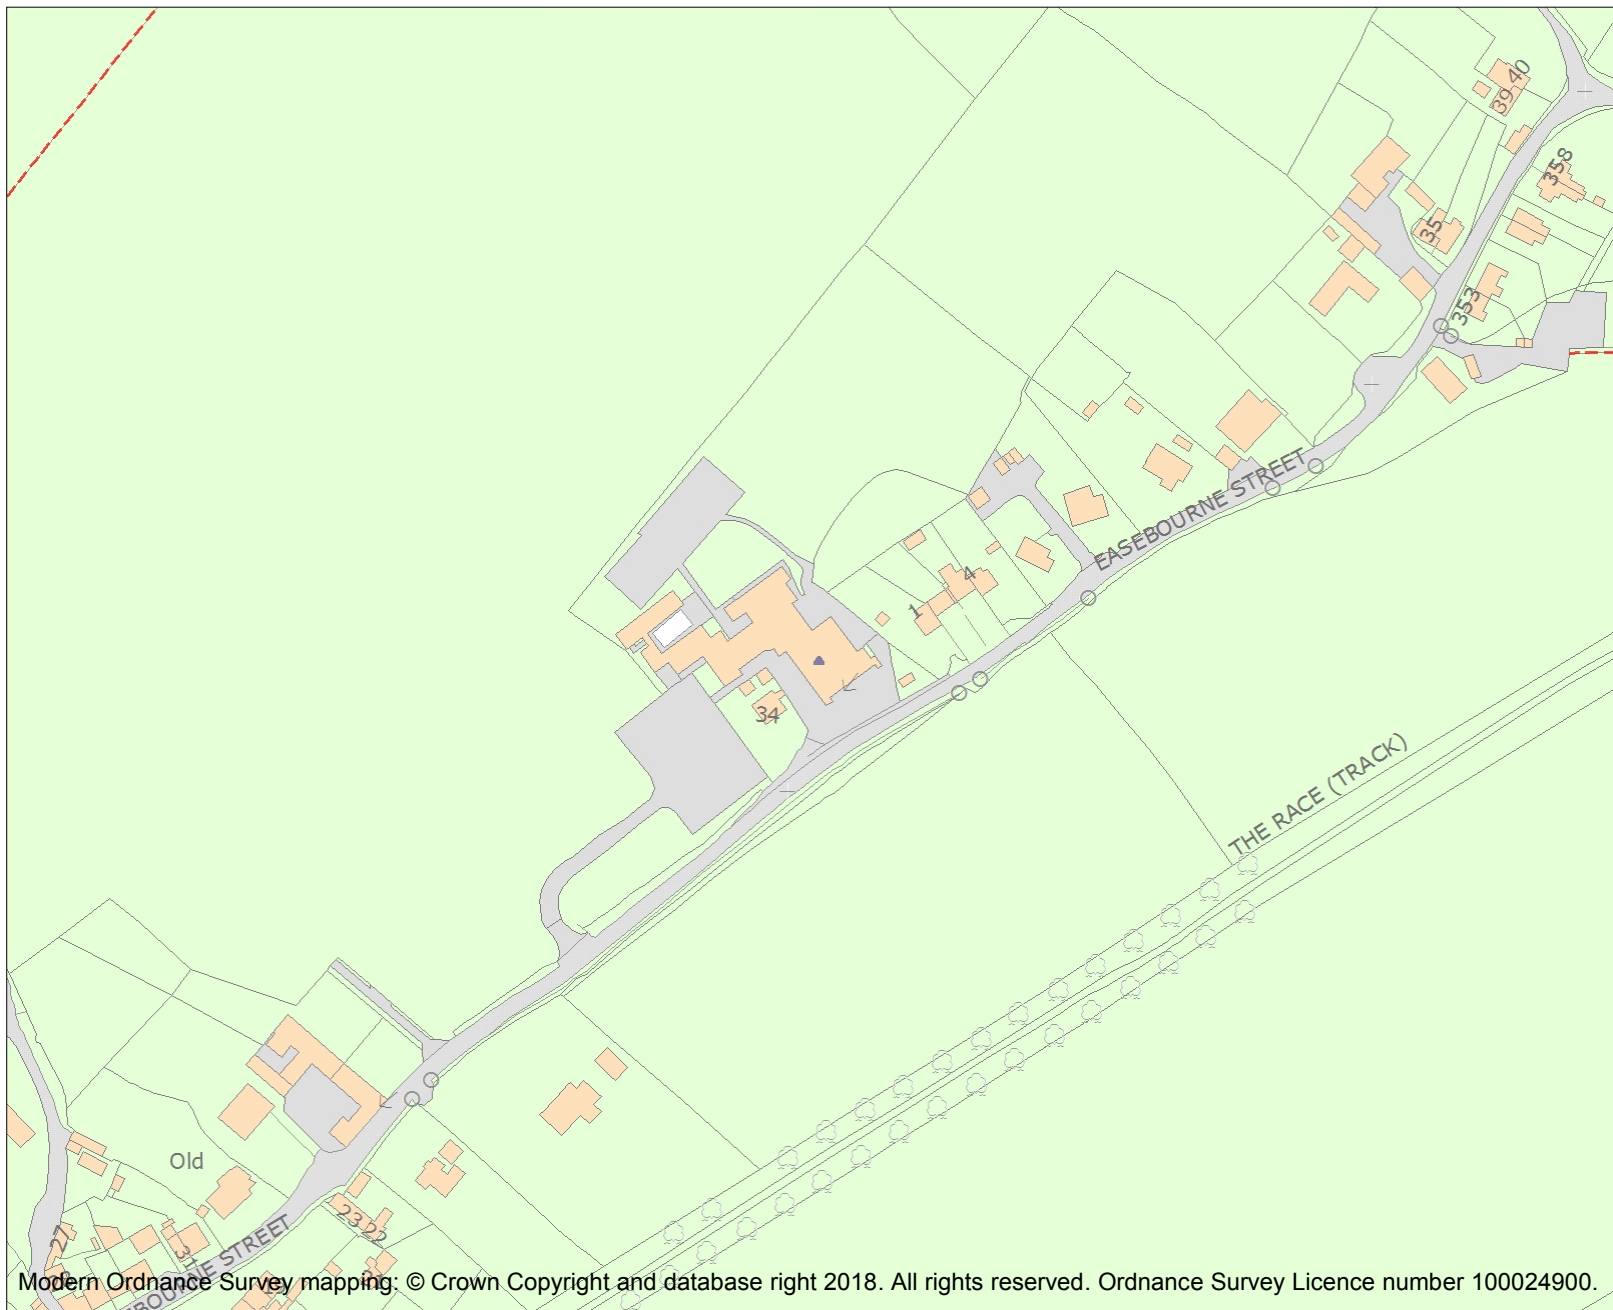 39 40
358
35
353
EASEBOURNE STREET
4
1
34
THE RACE (TRACK)
Old
23 22
27
31
BOURNE STREET
Modern Ordnance Survey mapping: © Crown Copyright and database right 2018. All rights reserved. Ordnance Survey Licence number 100024900.